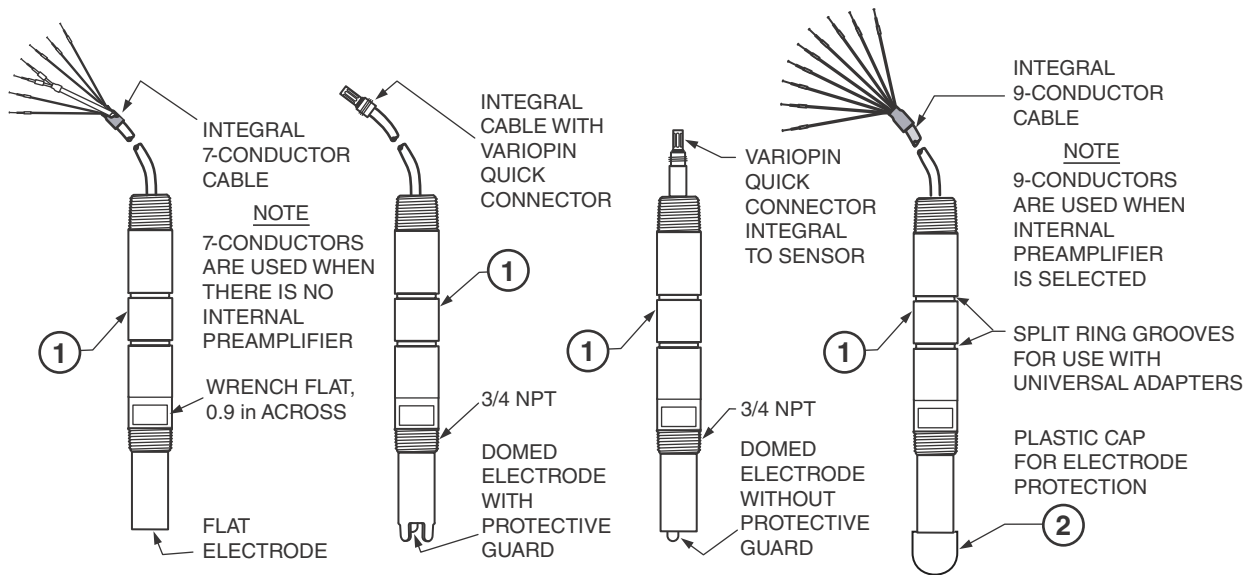 INTEGRAL
7-CONDUCTOR
CABLE
NOTE
7-CONDUCTORS
ARE USED WHEN
THERE IS NO
INTERNAL
PREAMPLIFIER
1
WRENCH FLAT,
0.9 in ACROSS
FLAT
ELECTRODE
INTEGRAL
CABLE WITH
VARIOPIN
QUICK
CONNECTOR
1
3/4 NPT
DOMED
ELECTRODE
WITH
PROTECTIVE
GUARD
VARIOPIN
QUICK
CONNECTOR
INTEGRAL
TO SENSOR
1
3/4 NPT
DOMED
ELECTRODE
WITHOUT
PROTECTIVE
GUARD
INTEGRAL
9-CONDUCTOR
CABLE
NOTE
9-CONDUCTORS
ARE USED WHEN
INTERNAL
PREAMPLIFIER
IS SELECTED
1
SPLIT RING GROOVES
FOR USE WITH
UNIVERSAL ADAPTERS
PLASTIC CAP
FOR ELECTRODE
PROTECTION
2